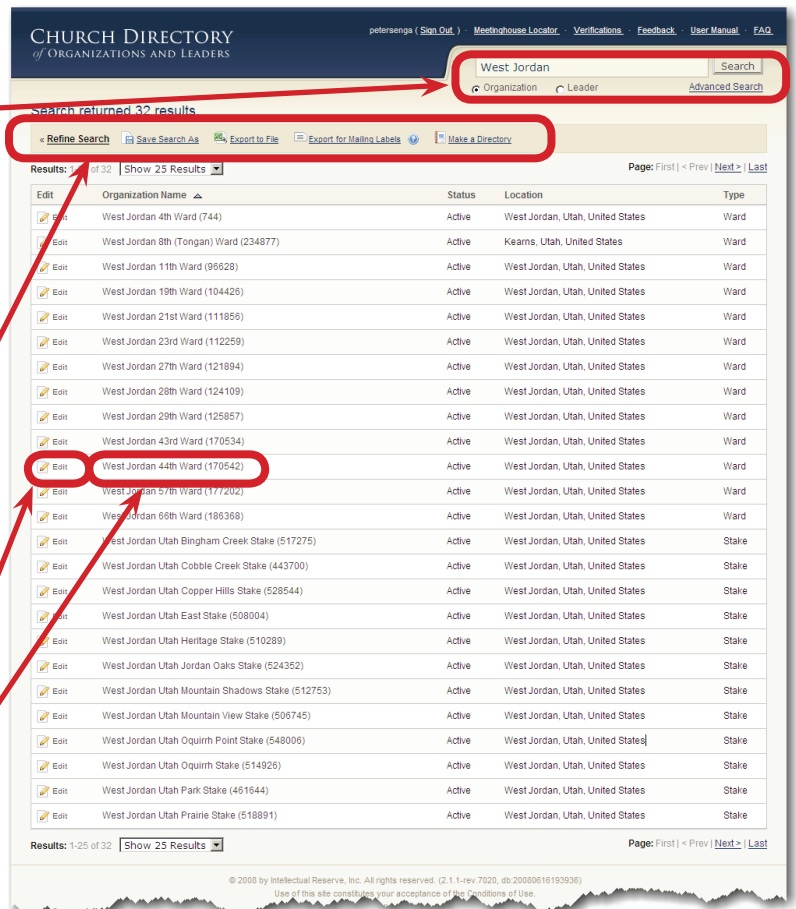 CHURCH DIRECTORY
of ORGANIZATIONS AND LEADERS
petersenga ( Sign Out ) · Meetinghouse Locator · Verifications · Feedback · User Manual · FAQ
West Jordan Search
Organization Leader Advanced Search
Search returned 32 results
« Refine Search Save Search As Export to File Export for Mailing Labels Make a Directory
Results: of 32 Show 25 Results Page: First | < Prev | Next > | Last
Edit Organization Name Status Location Type
Edit West Jordan 4th Ward (744) Active West Jordan, Utah, United States Ward
Edit West Jordan 8th (Tongan) Ward (234877) Active Kearns, Utah, United States Ward
Edit West Jordan 11th Ward (96628) Active West Jordan, Utah, United States Ward
Edit West Jordan 19th Ward (104426) Active West Jordan, Utah, United States Ward
Edit West Jordan 21st Ward (111856) Active West Jordan, Utah, United States Ward
Edit West Jordan 23rd Ward (112259) Active West Jordan, Utah, United States Ward
Edit West Jordan 27th Ward (121894) Active West Jordan, Utah, United States Ward
Edit West Jordan 28th Ward (124109) Active West Jordan, Utah, United States Ward
Edit West Jordan 29th Ward (125857) Active West Jordan, Utah, United States Ward
Edit West Jordan 43rd Ward (170534) Active West Jordan, Utah, United States Ward
Edit West Jordan 44th Ward (170542) Active West Jordan, Utah, United States Ward
Edit West Jordan 57th Ward (177202) Active West Jordan, Utah, United States Ward
Edit West Jordan 66th Ward (186368) Active West Jordan, Utah, United States Ward
Edit West Jordan Utah Bingham Creek Stake (517275) Active West Jordan, Utah, United States Stake
Edit West Jordan Utah Cobble Creek Stake (443700) Active West Jordan, Utah, United States Stake
Edit West Jordan Utah Copper Hills Stake (528544) Active West Jordan, Utah, United States Stake
Edit West Jordan Utah East Stake (508004) Active West Jordan, Utah, United States Stake
Edit West Jordan Utah Heritage Stake (510289) Active West Jordan, Utah, United States Stake
Edit West Jordan Utah Jordan Oaks Stake (524352) Active West Jordan, Utah, United States Stake
Edit West Jordan Utah Mountain Shadows Stake (512753) Active West Jordan, Utah, United States Stake
Edit West Jordan Utah Mountain View Stake (506745) Active West Jordan, Utah, United States Stake
Edit West Jordan Utah Oquirrh Point Stake (548006) Active West Jordan, Utah, United States Stake
Edit West Jordan Utah Oquirrh Stake (514926) Active West Jordan, Utah, United States Stake
Edit West Jordan Utah Park Stake (461644) Active West Jordan, Utah, United States Stake
Edit West Jordan Utah Prairie Stake (518891) Active West Jordan, Utah, United States Stake
Results: 1-25 of 32 Show 25 Results Page: First | < Prev | Next > | Last
© 2008 by Intellectual Reserve, Inc. All rights reserved. (2.1.1-rev.7020, db:20080616193936)
Use of this site constitutes your acceptance of the Conditions of Use.